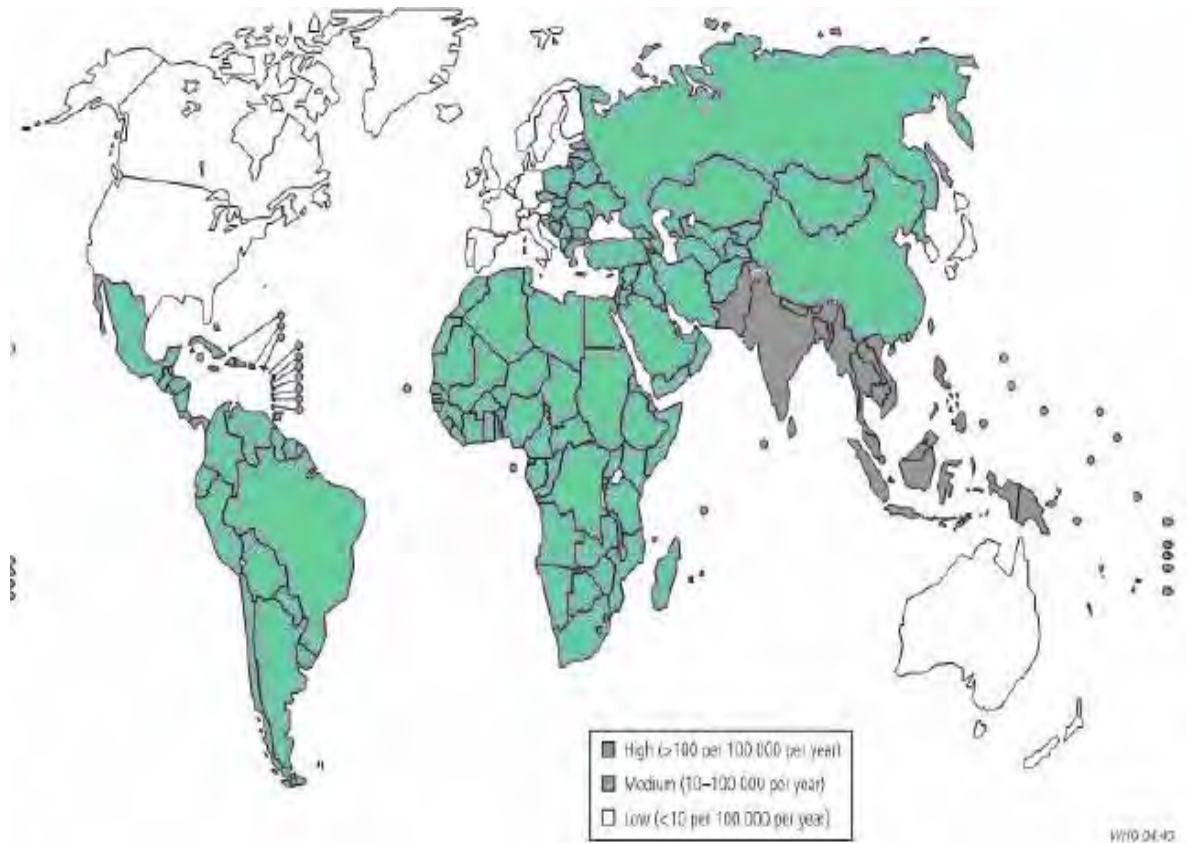 High (>100 per 100 000 per year)
Medium (10–100 000 per year)
Low (<10 per 100 000 per year)
WHO 04.40